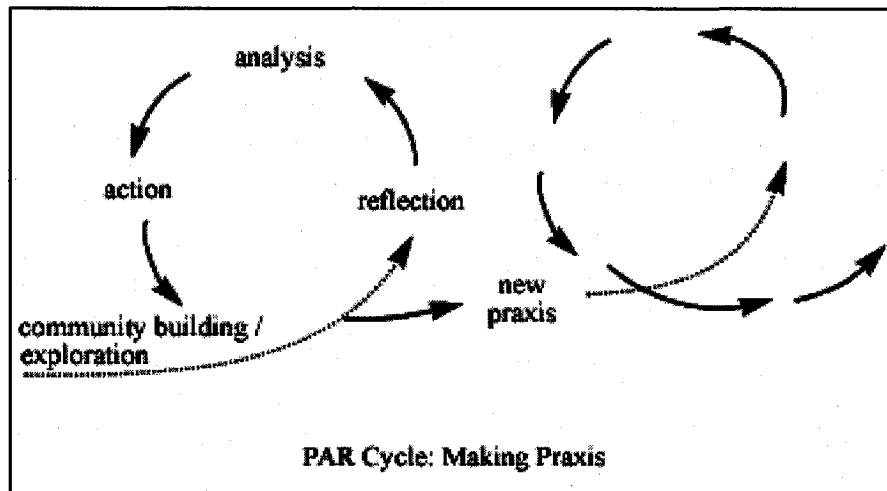 analysis
action
reflection
community building /
exploration
new
praxis
PAR Cycle: Making Praxis